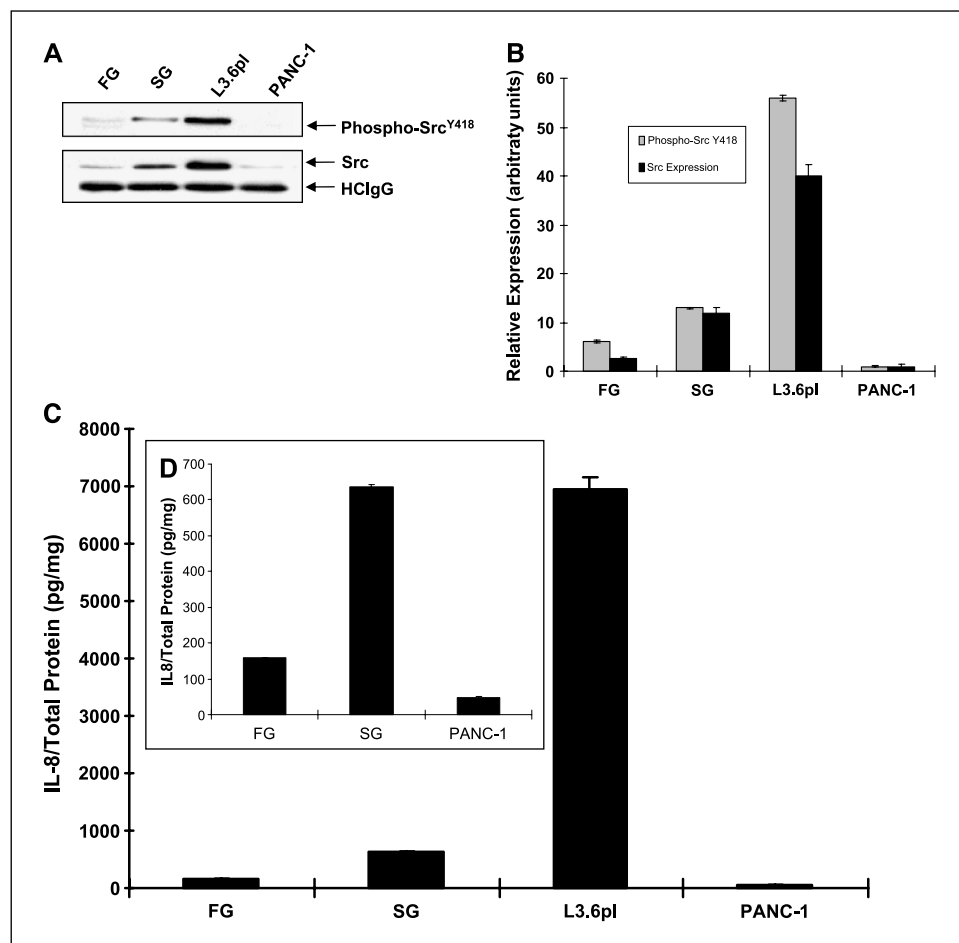 A
FG
SG
L3.6pl
PANC-1
Phospho-SrcY418
Src
HCIgG
B
Relative Expression (arbitraty units)
60
50
40
30
20
10
0
Phospho-Src Y418
Src Expression
FG
SG
L3.6pl
PANC-1
C
IL-8/Total Protein (pg/mg)
8000
7000
6000
5000
4000
7000
3000
2000
1000
0
FG
SG
L3.6pl
PANC-1
D
IL8/Total Protein (pg/mg)
700
600
500
400
300
200
100
0
FG
SG
PANC-1